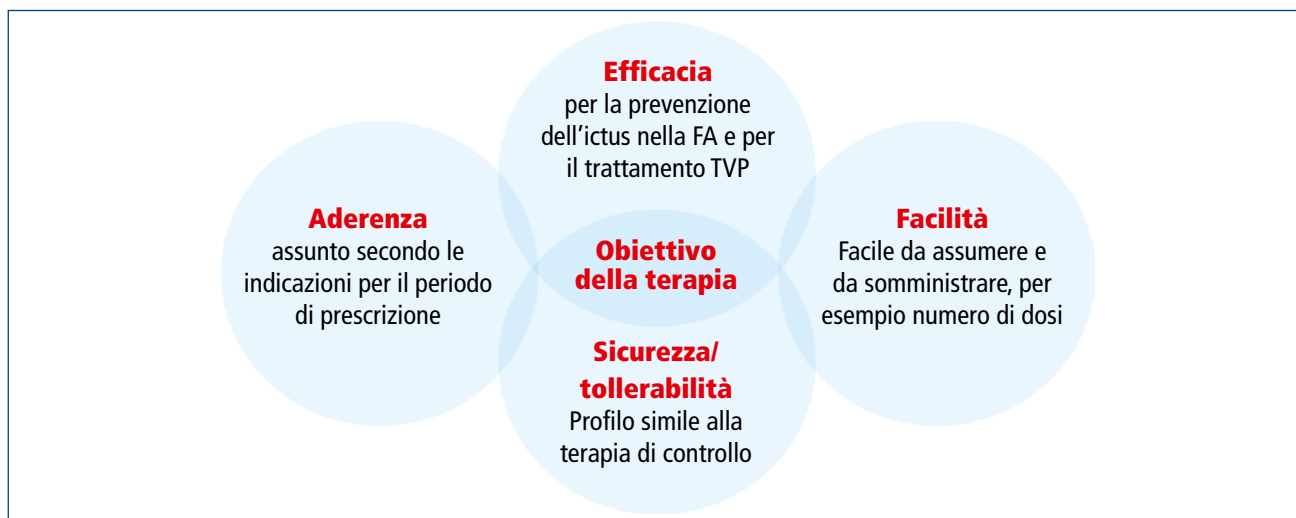 Efficacia
per la prevenzione
dell'ictus nella FA e per
il trattamento TVP
Aderenza
assunto secondo le
indicazioni per il periodo
di prescrizione
Obiettivo
della terapia
Facilità
Facile da assumere e
da somministrare, per
esempio numero di dosi
Sicurezza/
tollerabilità
Profilo simile alla
terapia di controllo